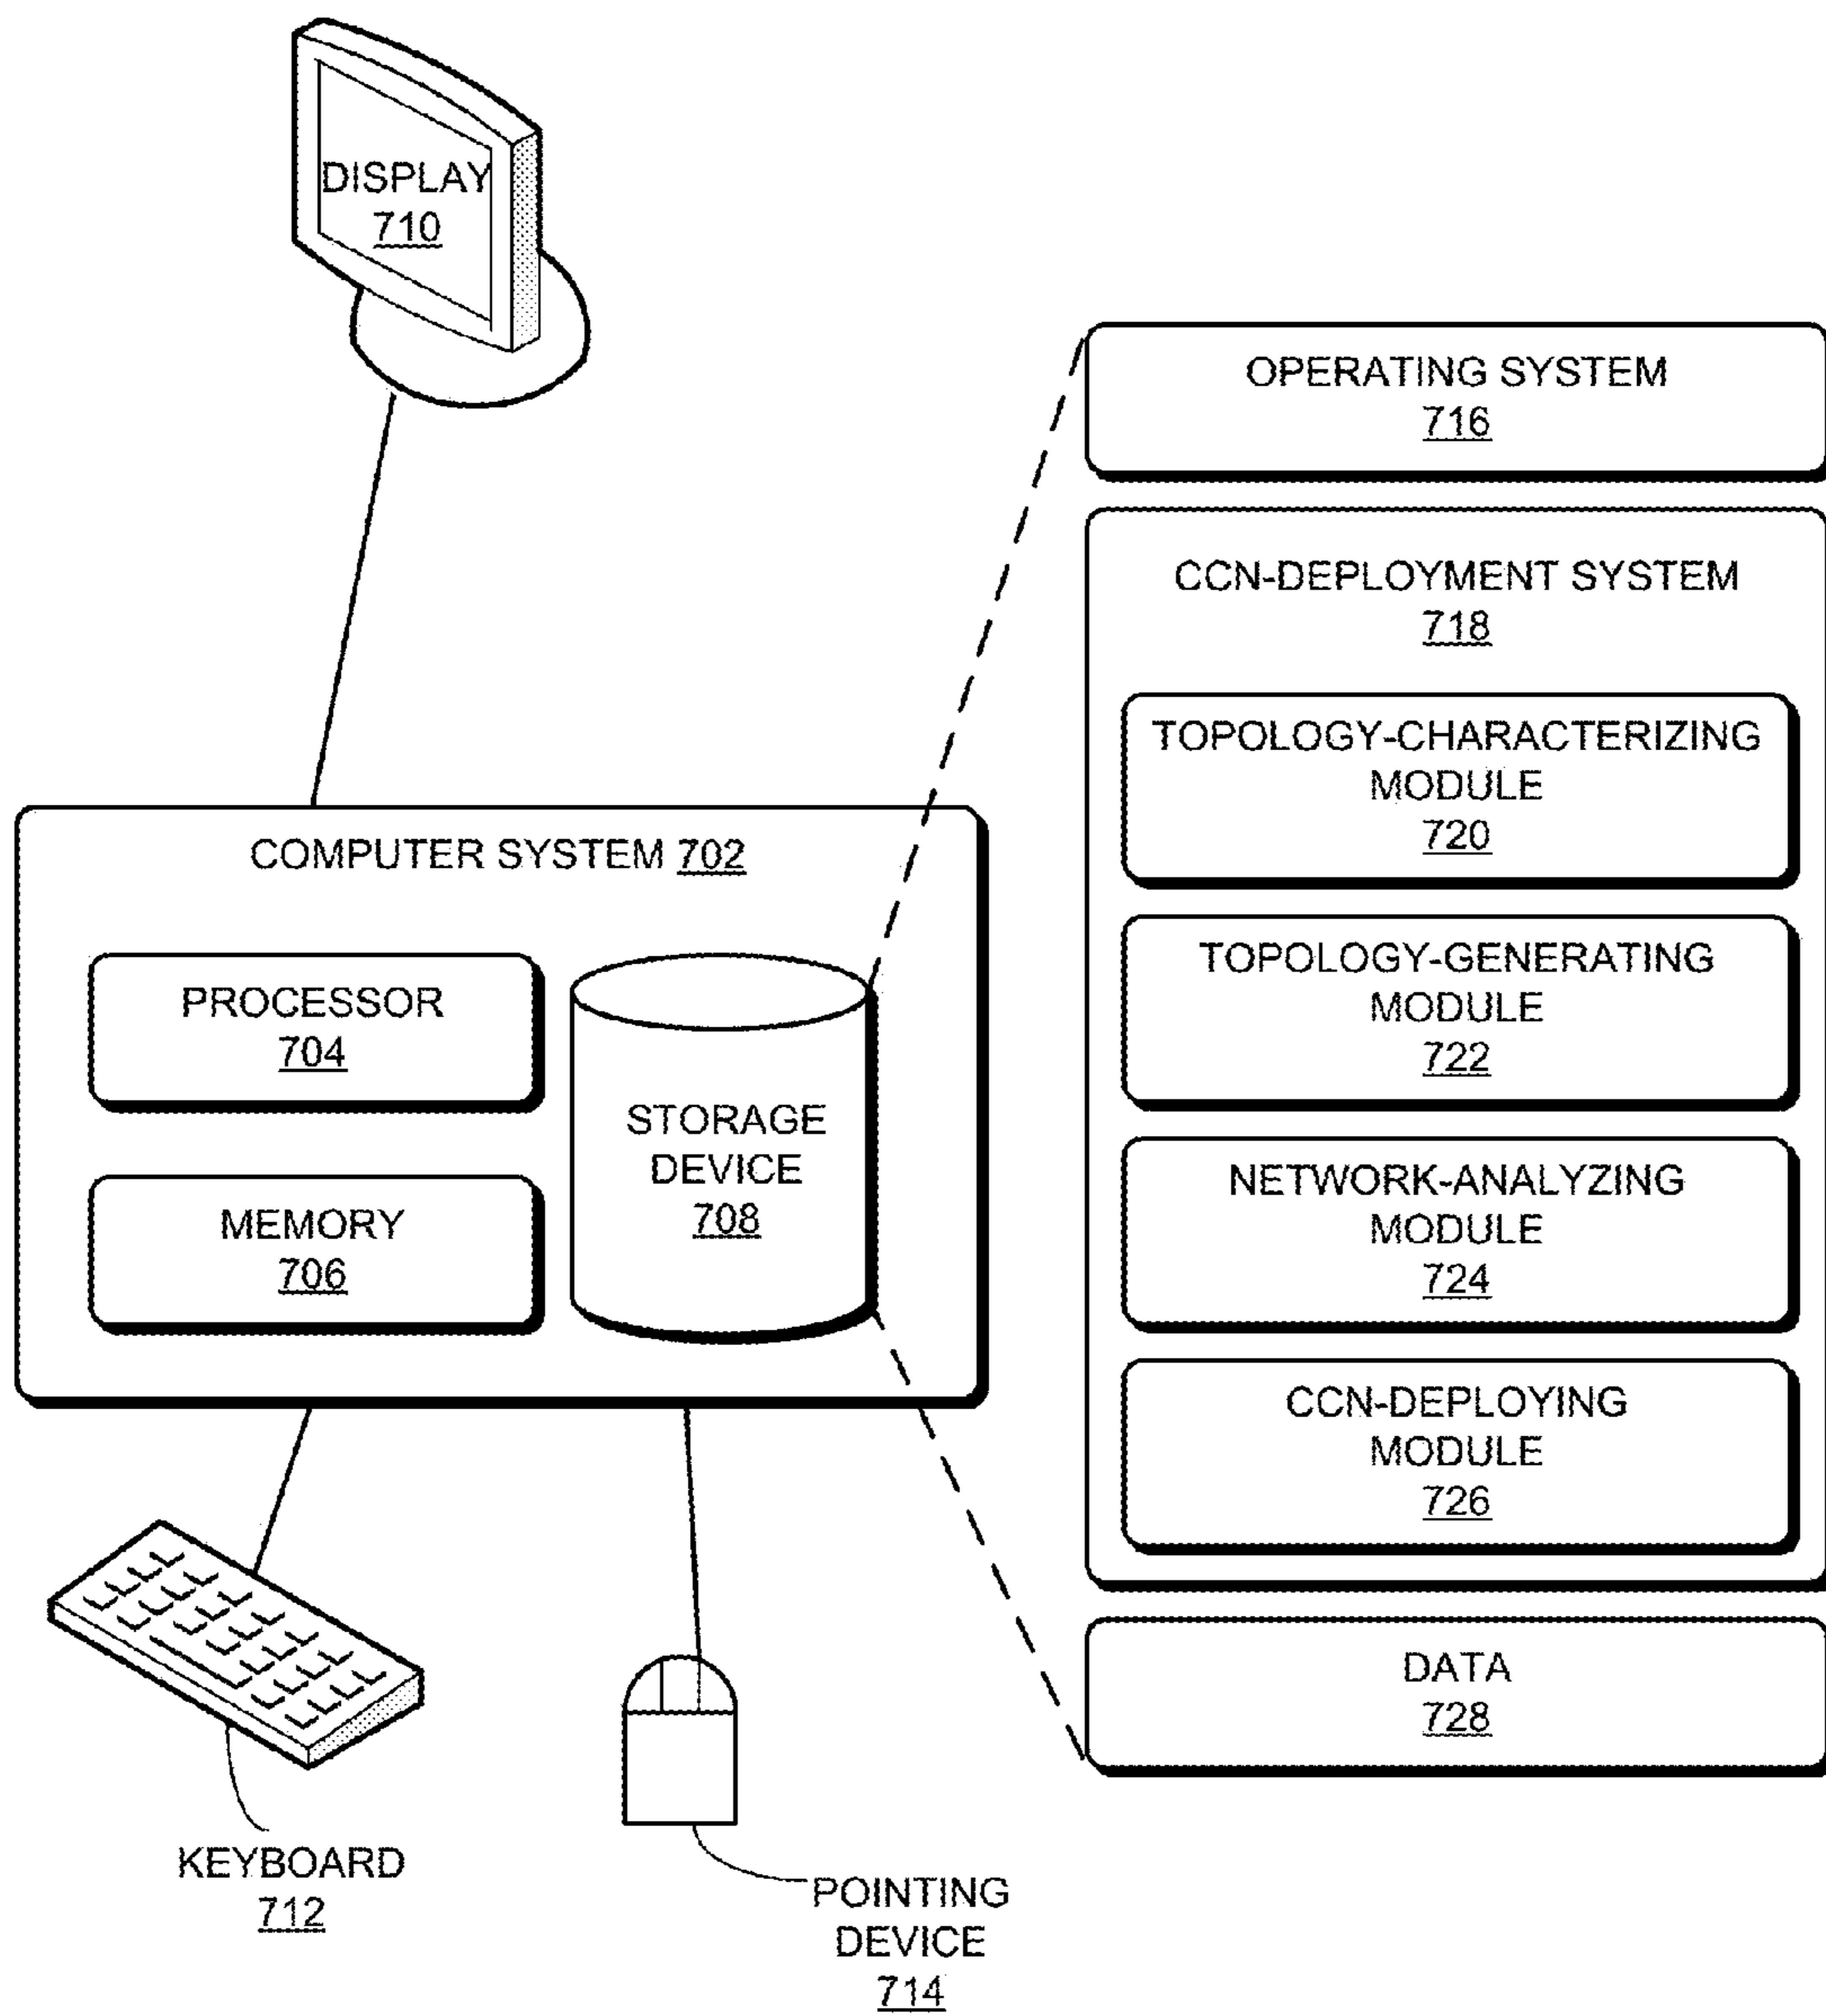 DISPLAY
710
COMPUTER SYSTEM 702
PROCESSOR
704
MEMORY
706
STORAGE
DEVICE
708
KEYBOARD
712
POINTING
DEVICE
714
OPERATING SYSTEM
716
CCN-DEPLOYMENT SYSTEM
718
TOPOLOGY-CHARACTERIZING
MODULE
720
TOPOLOGY-GENERATING
MODULE
722
NETWORK-ANALYZING
MODULE
724
CCN-DEPLOYING
MODULE
726
DATA
728